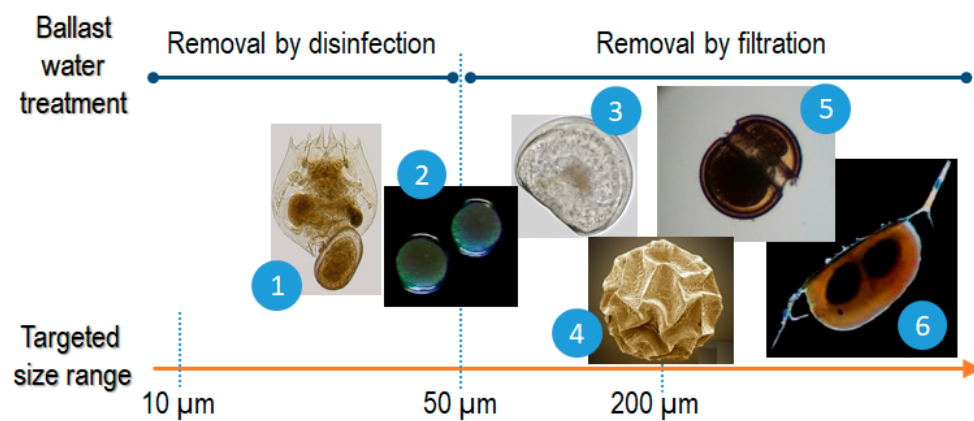 Ballast
water
treatment
Removal by disinfection
Removal by filtration
1
2
3
4
5
6
Targeted
size range
10 µm
50 µm
200 µm